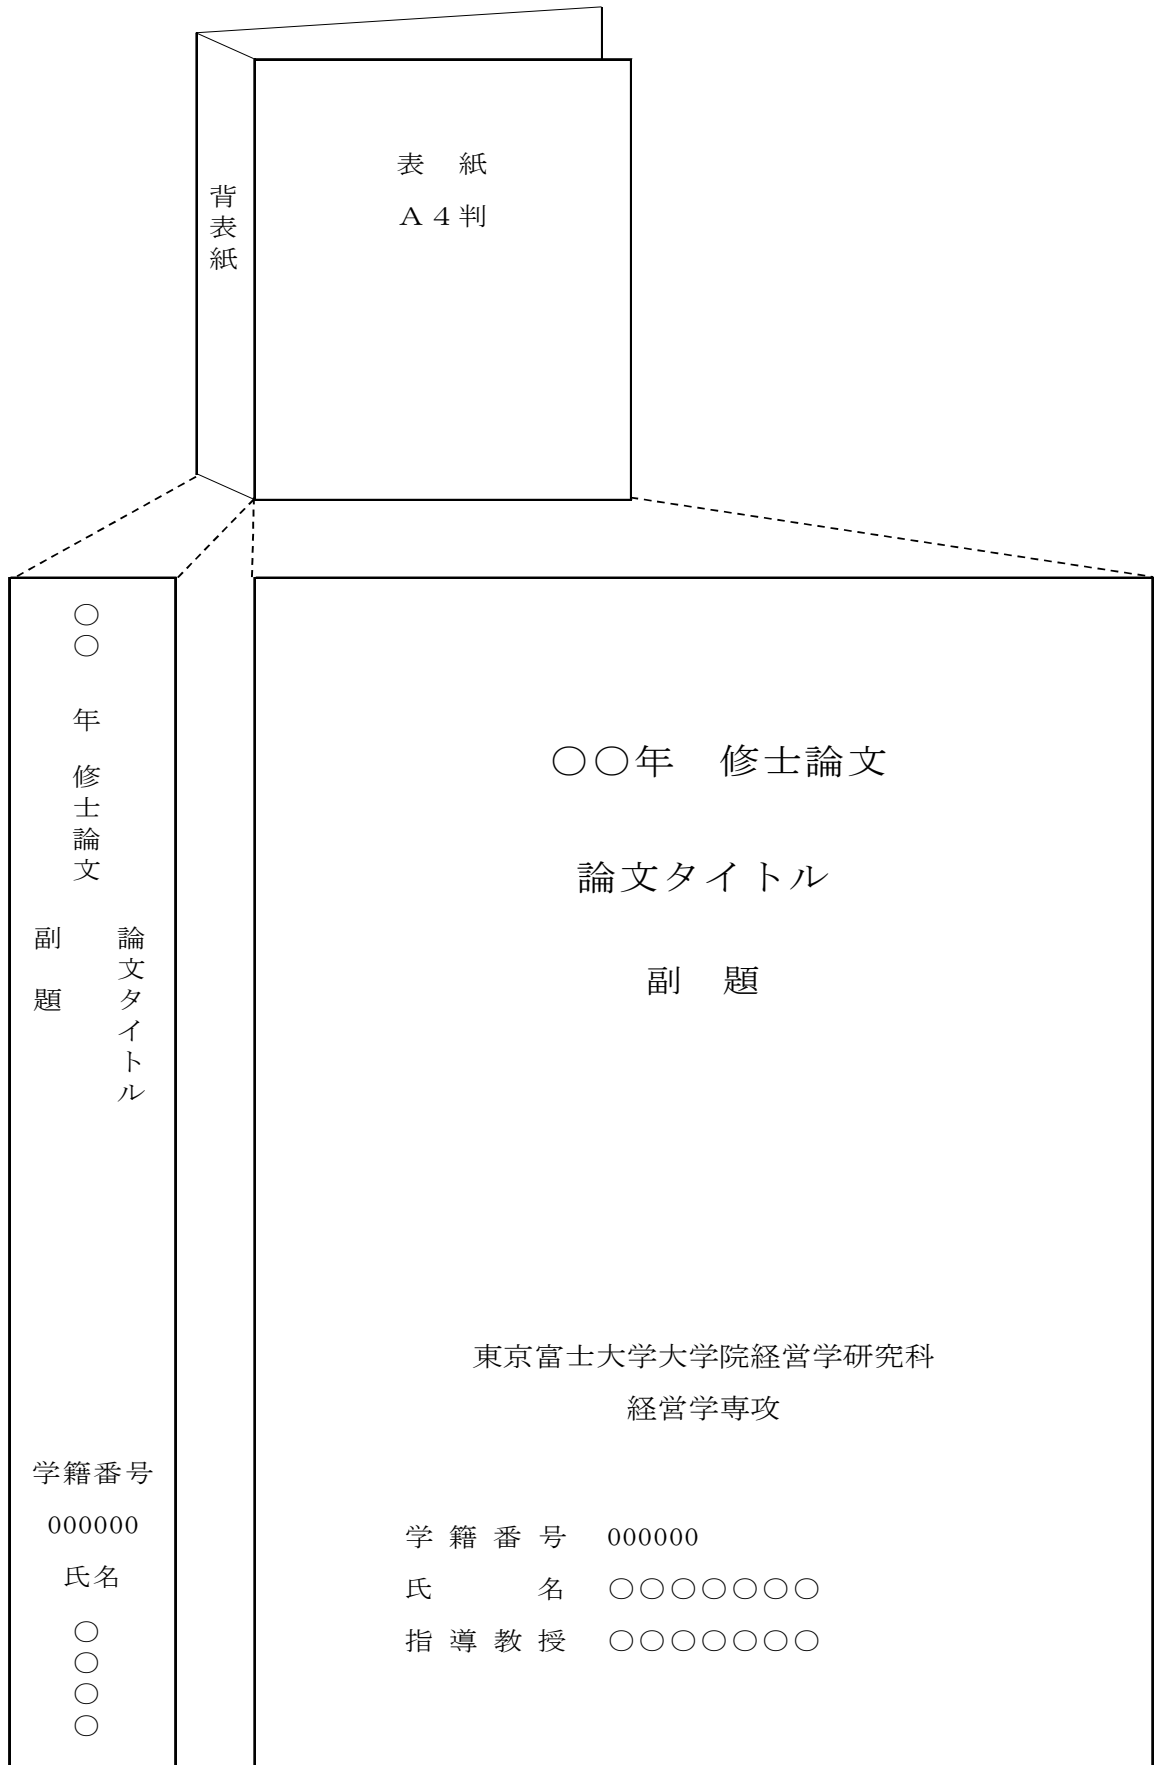 背表紙
表　紙
Ａ４判
○○　年　修士論文
論文タイトル
副　題
学籍番号
000000
氏名
○○○○
○○年　修士論文
論文タイトル
副　題
東京富士大学大学院経営学研究科
経営学専攻
学籍番号　000000
氏　　名　○○○○○○○
指導教授　○○○○○○○